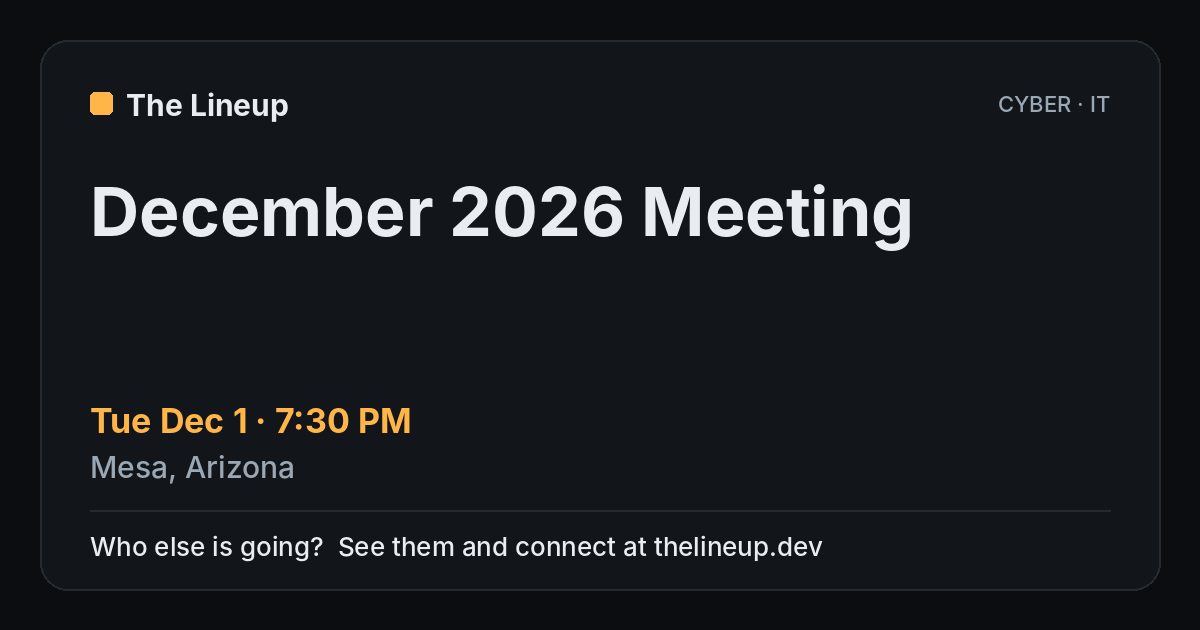 The Lineup
CYBER · IT
December 2026 Meeting
Tue Dec 1 · 7:30 PM
Mesa, Arizona
Who else is going?  See them and connect at thelineup.dev